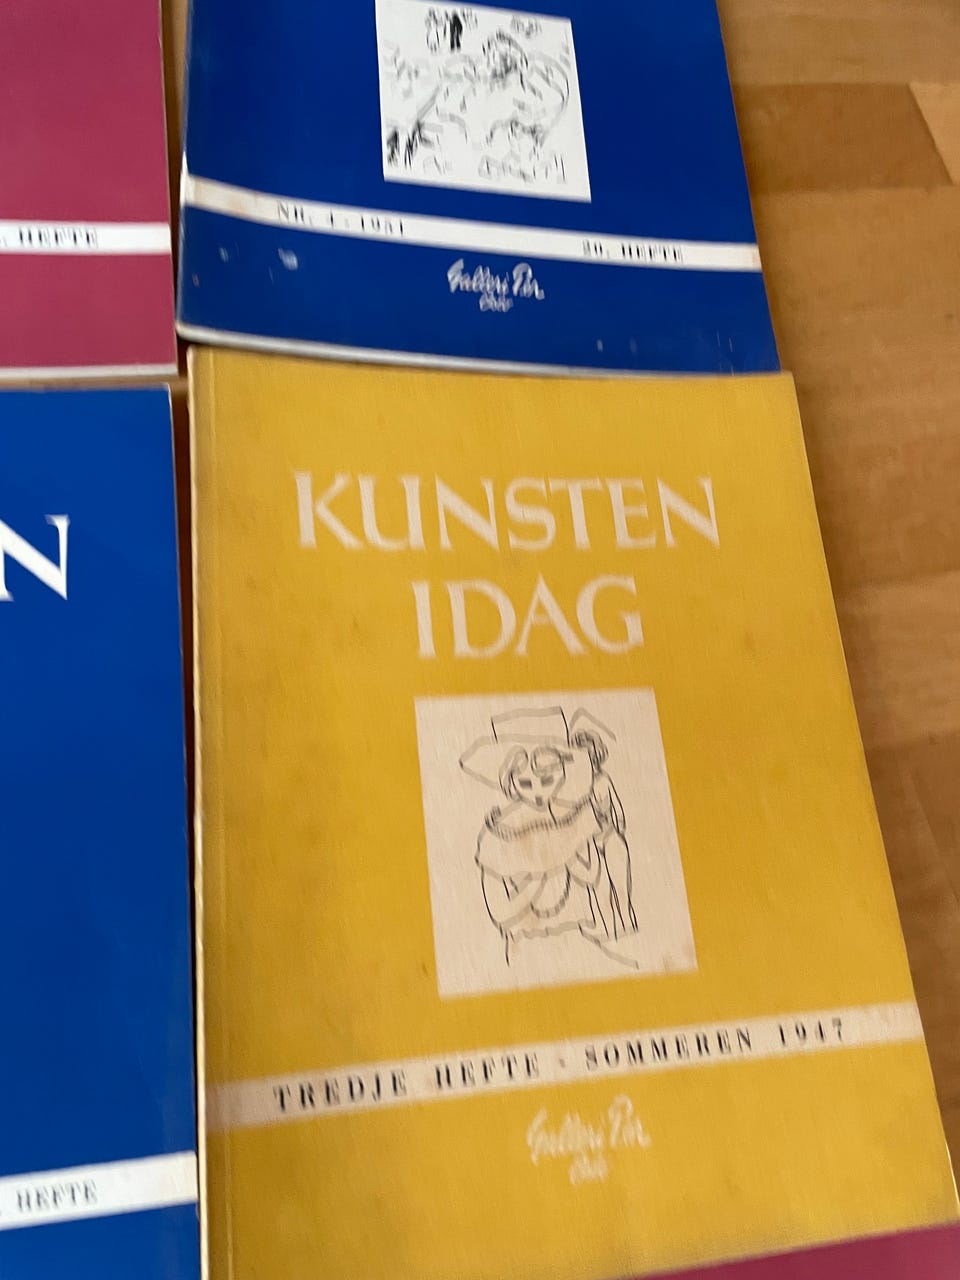 HEFTE
NR. 4 · 1951
20. HEFTE
Galleri Per
Oslo
N
KUNSTEN
IDAG
TREDJE HEFTE · SOMMEREN 1947
HEFTE
Galleri Per
Oslo